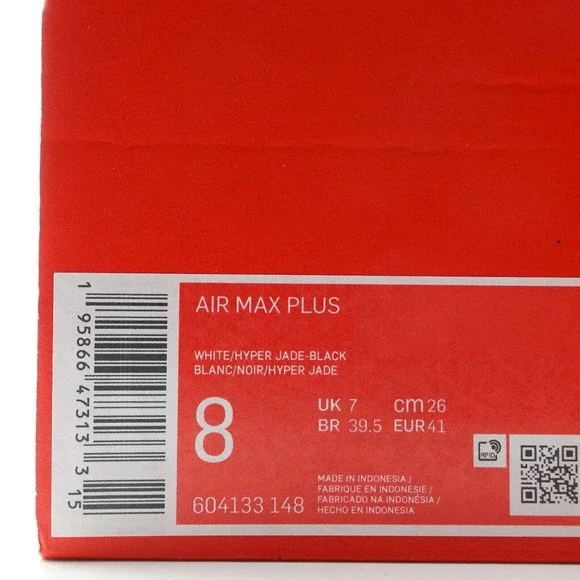 1 95866 47313 3 15
AIR MAX PLUS
WHITE/HYPER JADE-BLACK
BLANC/NOIR/HYPER JADE
8
UK 7 cm 26
BR 39.5 EUR 41
RFID
604133 148
MADE IN INDONESIA /
FABRIQUE EN INDONESIE /
FABRICADO NA INDONÉSIA /
HECHO EN INDONESIA